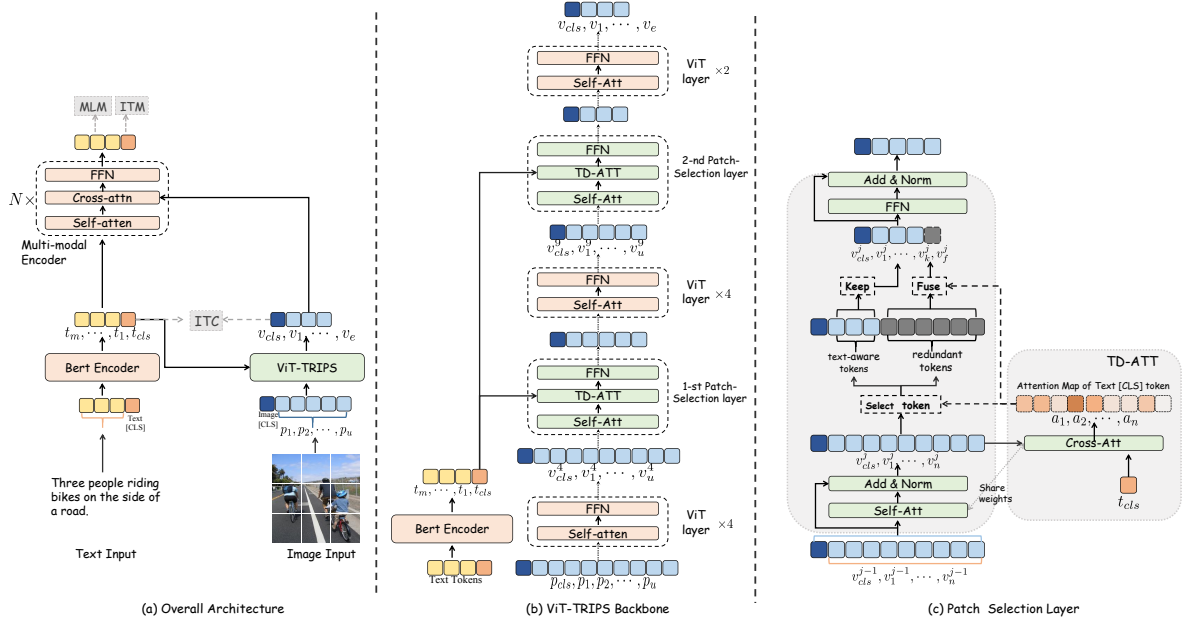 MLM
ITM
FFN
Cross-attn
Self-atten
N×
Multi-modal
Encoder
ITC
t_m, ···, t_1, t_cls
v_cls, v_1, ···, v_e
Bert Encoder
ViT-TRIPS
Text
[CLS]
Image
[CLS]
p_1, p_2, ···, p_u
Three people riding
bikes on the side of
a road.
Text Input
Image Input
(a) Overall Architecture
v_cls, v_1, ···, v_e
FFN
Self-Att
ViT
layer ×2
FFN
TD-ATT
Self-Att
2-nd Patch-
Selection layer
v^9_cls, v^9_1, ···, v^9_u
FFN
Self-Att
ViT
layer ×4
FFN
TD-ATT
Self-Att
1-st Patch-
Selection layer
v^4_cls, v^4_1, ···, v^4_u
t_m, ···, t_1, t_cls
Bert Encoder
Text Tokens
FFN
Self-atten
ViT
layer ×4
p_cls, p_1, p_2, ···, p_u
(b) ViT-TRIPS Backbone
Add & Norm
FFN
v^j_cls, v^j_1, ···, v^j_k, v^j_f
Keep
Fuse
text-aware
tokens
redundant
tokens
Select token
v^j_cls, v^j_1, ···, v^j_n
Add & Norm
Self-Att
v^{j-1}_cls, v^{j-1}_1, ···, v^{j-1}_n
TD-ATT
Attention Map of Text [CLS] token
a_1, a_2, ···, a_n
Cross-Att
Share
weights
t_cls
(c) Patch Selection Layer